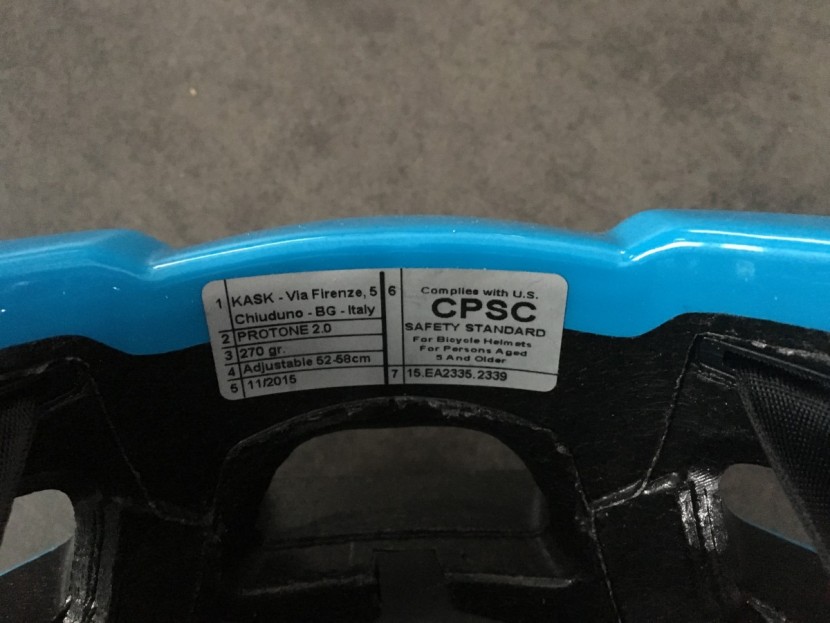 1 KASK - Via Firenze, 5
Chiuduno - BG - Italy
2 PROTONE 2.0
3 270 gr.
4 Adjustable 52-58cm
5 11/2015
6 Complies with U.S.
CPSC
SAFETY STANDARD
For Bicycle Helmets
For Persons Aged
5 And Older
7 15.EA2335.2339